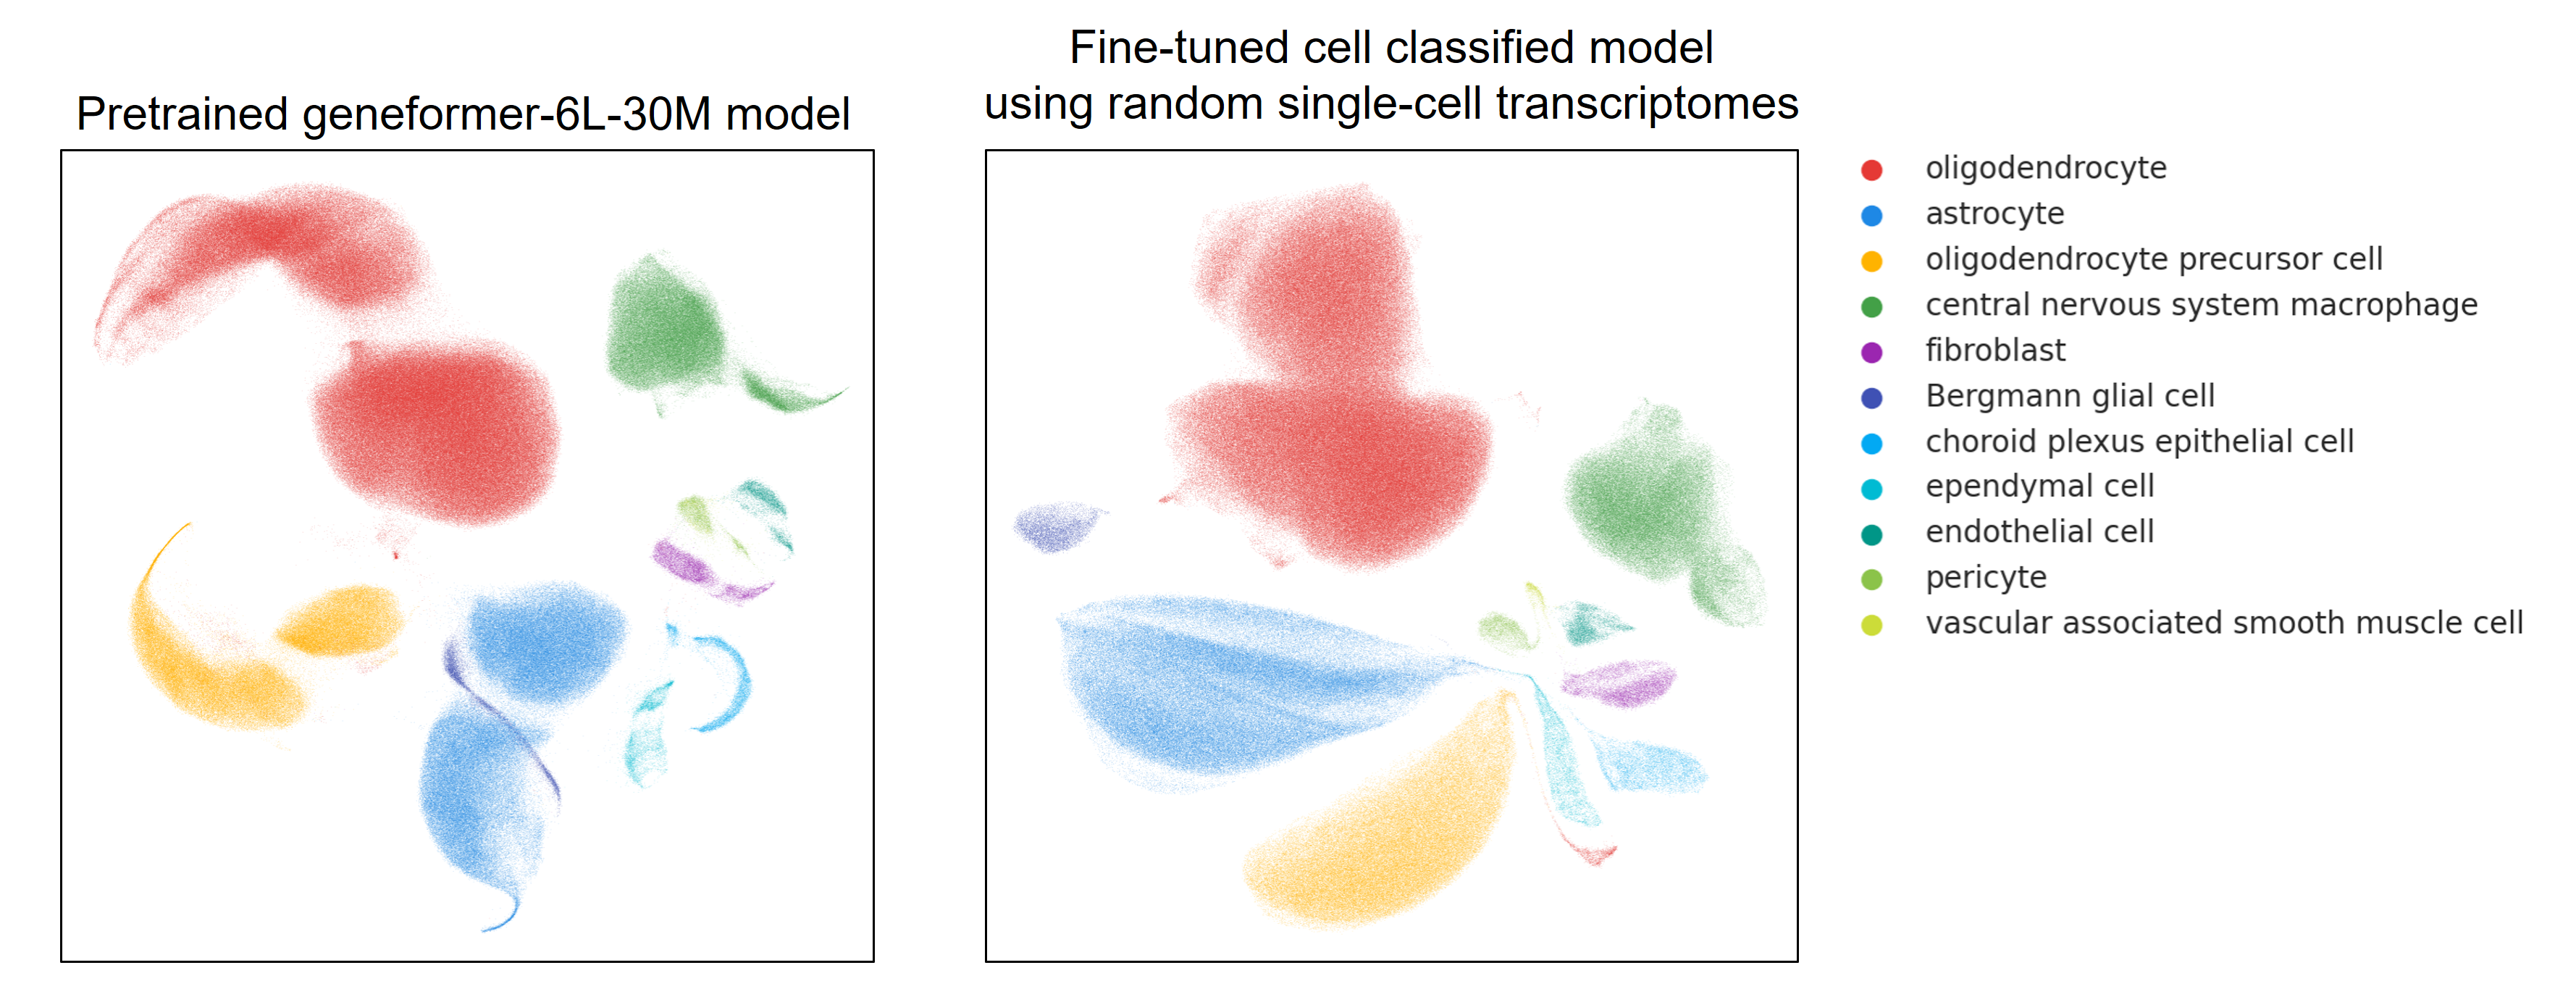 Pretrained geneformer-6L-30M model
Fine-tuned cell classified model
using random single-cell transcriptomes
oligodendrocyte
astrocyte
oligodendrocyte precursor cell
central nervous system macrophage
fibroblast
Bergmann glial cell
choroid plexus epithelial cell
ependymal cell
endothelial cell
pericyte
vascular associated smooth muscle cell